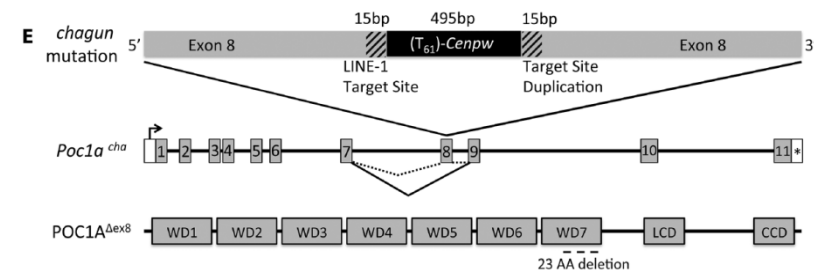 15bp 495bp 15bp
E chagun mutation 5' Exon 8 (T61)-Cenpw Exon 8 3
LINE-1 Target Site
Target Site Duplication
Poc1a cha 1 2 3 4 5 6 7 8 9 10 11 *
POC1AΔex8 WD1 WD2 WD3 WD4 WD5 WD6 WD7 LCD CCD
23 AA deletion